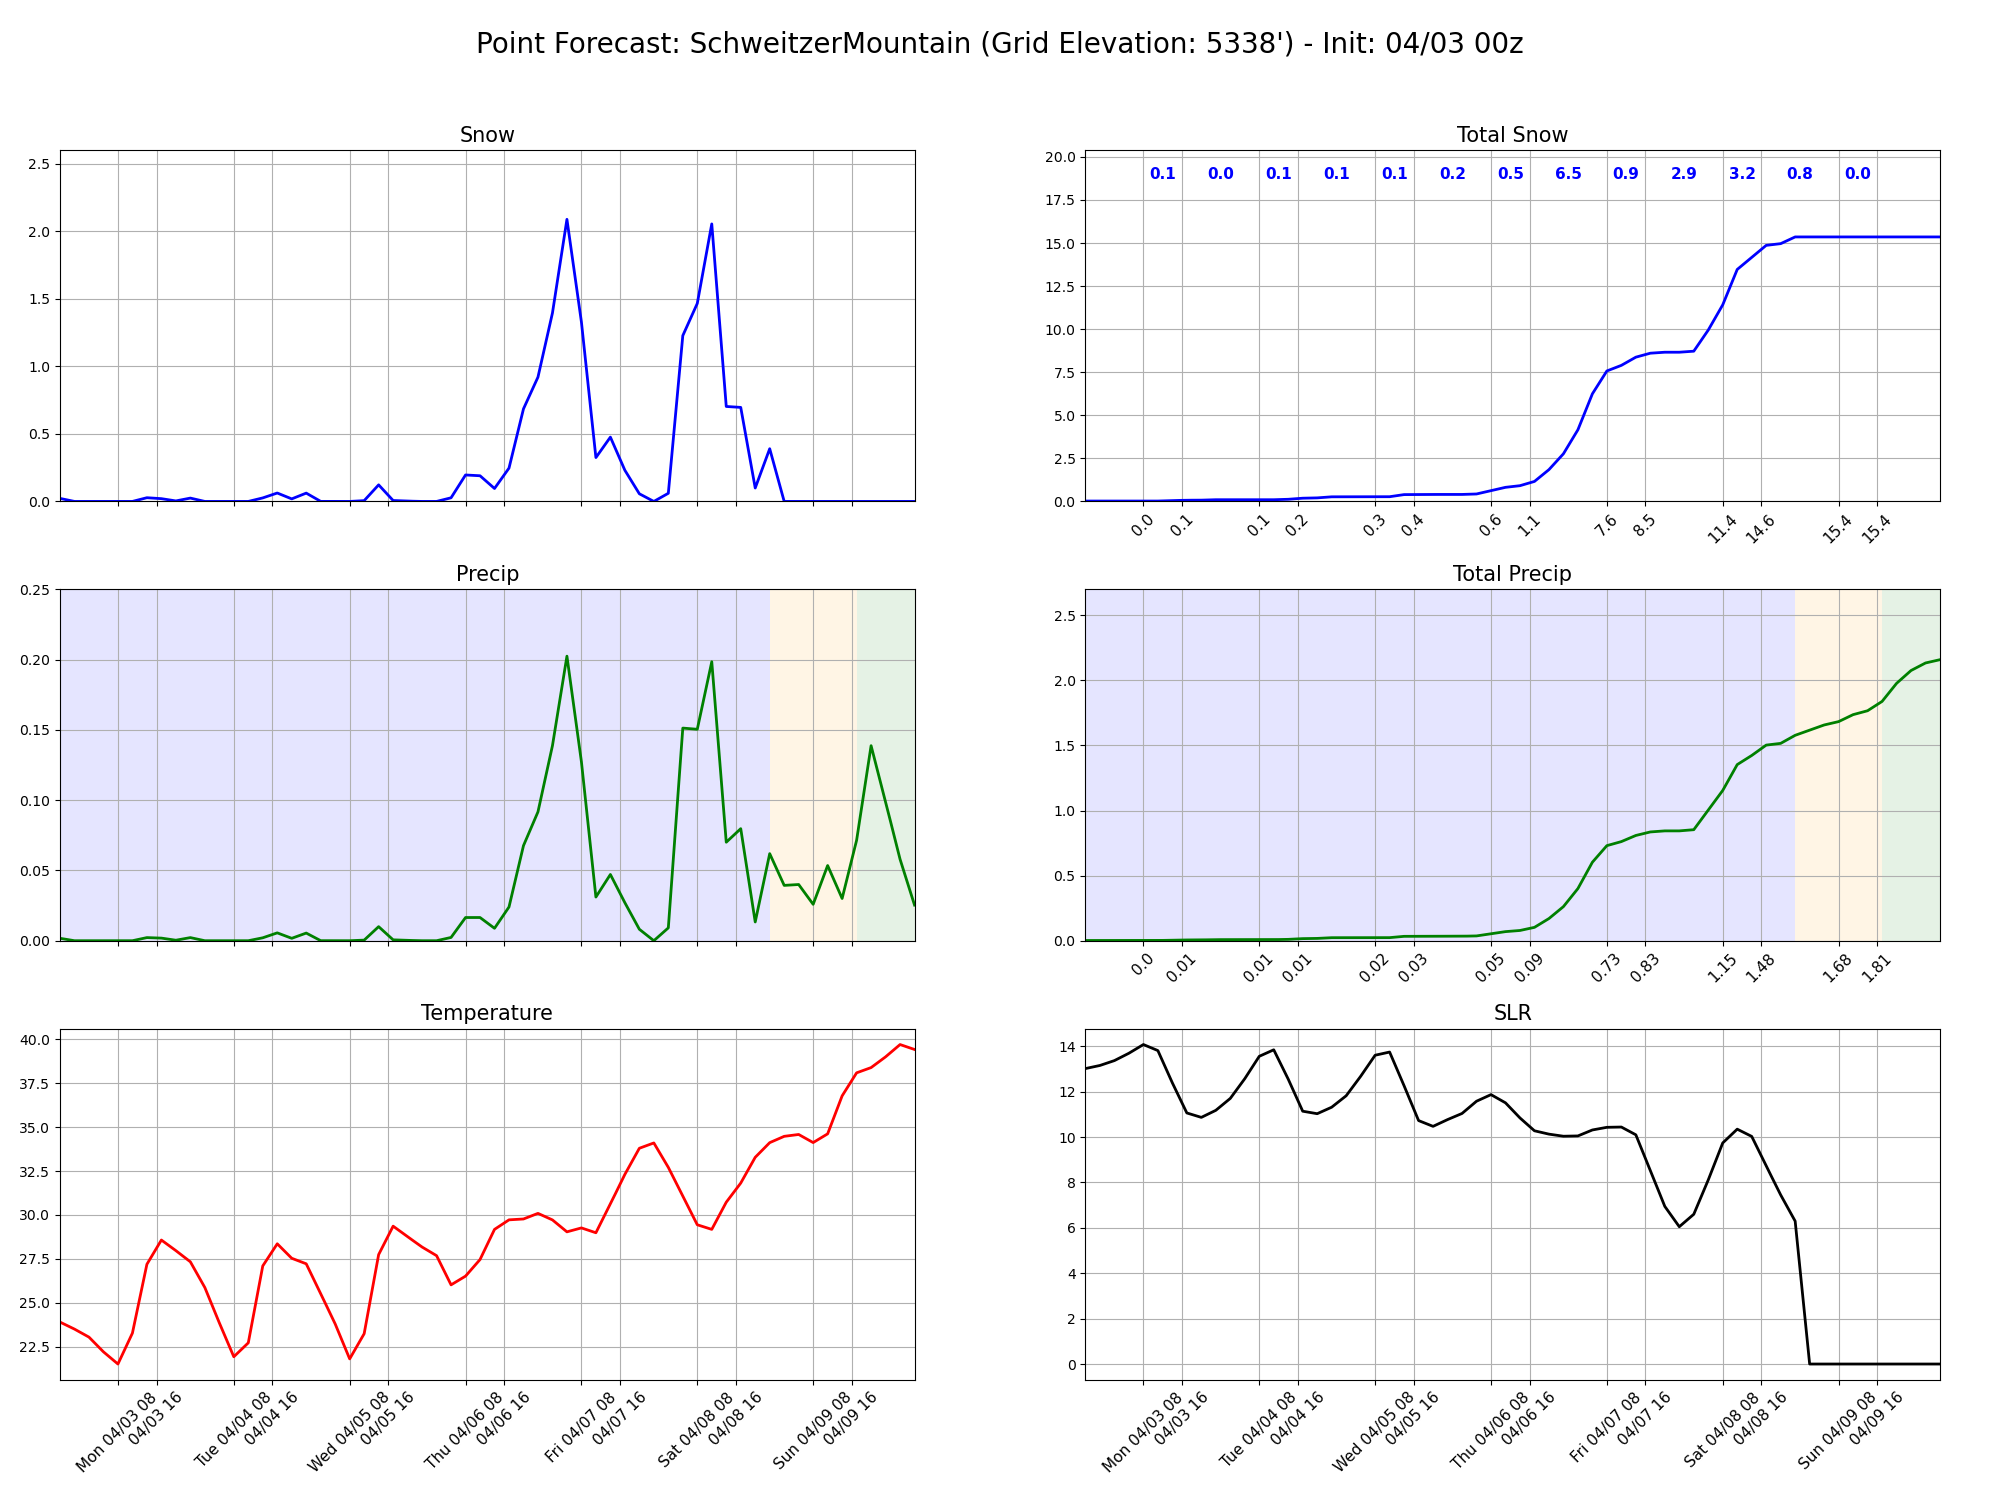 Point Forecast: SchweitzerMountain (Grid Elevation: 5338') - Init: 04/03 00z
Snow
2.5
2.0
1.5
1.0
0.5
0.0
Total Snow
20.0
17.5
15.0
12.5
10.0
7.5
5.0
2.5
0.0
0.1 0.0 0.1 0.1 0.1 0.2 0.5 6.5 0.9 2.9 3.2 0.8 0.0
0.0 0.1 0.1 0.2 0.3 0.4 0.6 1.1 7.6 8.5 11.4 14.6 15.4 15.4
Precip
0.25
0.20
0.15
0.10
0.05
0.00
Total Precip
2.5
2.0
1.5
1.0
0.5
0.0
0.0 0.01 0.01 0.01 0.02 0.03 0.05 0.09 0.73 0.83 1.15 1.48 1.68 1.81
Temperature
40.0
37.5
35.0
32.5
30.0
27.5
25.0
22.5
Mon 04/03 08
04/03 16
Tue 04/04 08
04/04 16
Wed 04/05 08
04/05 16
Thu 04/06 08
04/06 16
Fri 04/07 08
04/07 16
Sat 04/08 08
04/08 16
Sun 04/09 08
04/09 16
SLR
14
12
10
8
6
4
2
0
Mon 04/03 08
04/03 16
Tue 04/04 08
04/04 16
Wed 04/05 08
04/05 16
Thu 04/06 08
04/06 16
Fri 04/07 08
04/07 16
Sat 04/08 08
04/08 16
Sun 04/09 08
04/09 16